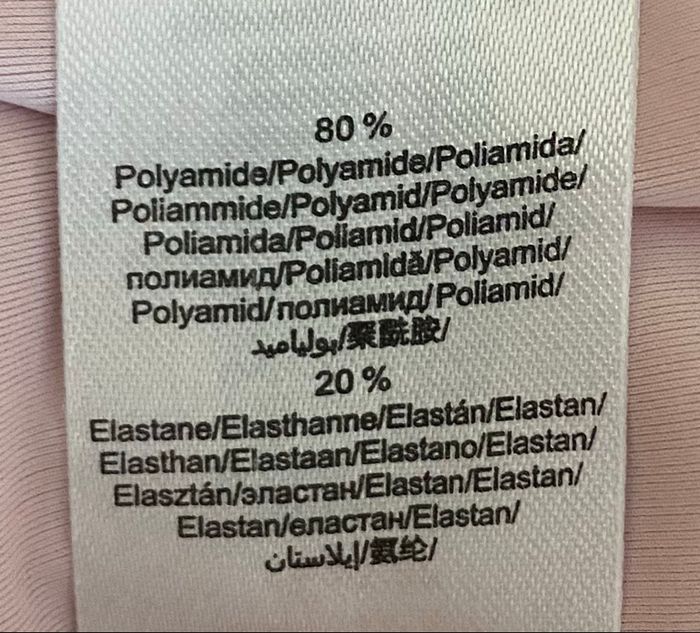 80 %
Polyamide/Polyamide/Poliamida/
Poliammide/Polyamid/Polyamide/
Poliamida/Poliamid/Poliamid/
полиамид/Poliamidă/Polyamid/
Polyamid/полиамид/Poliamid/
بولياميد/聚酰胺/
20 %
Elastane/Elasthanne/Elastán/Elastan/
Elasthan/Elastaan/Elastano/Elastan/
Elasztán/эластан/Elastan/Elastan/
Elastan/еластан/Elastan/
إيلاستان/氨纶/